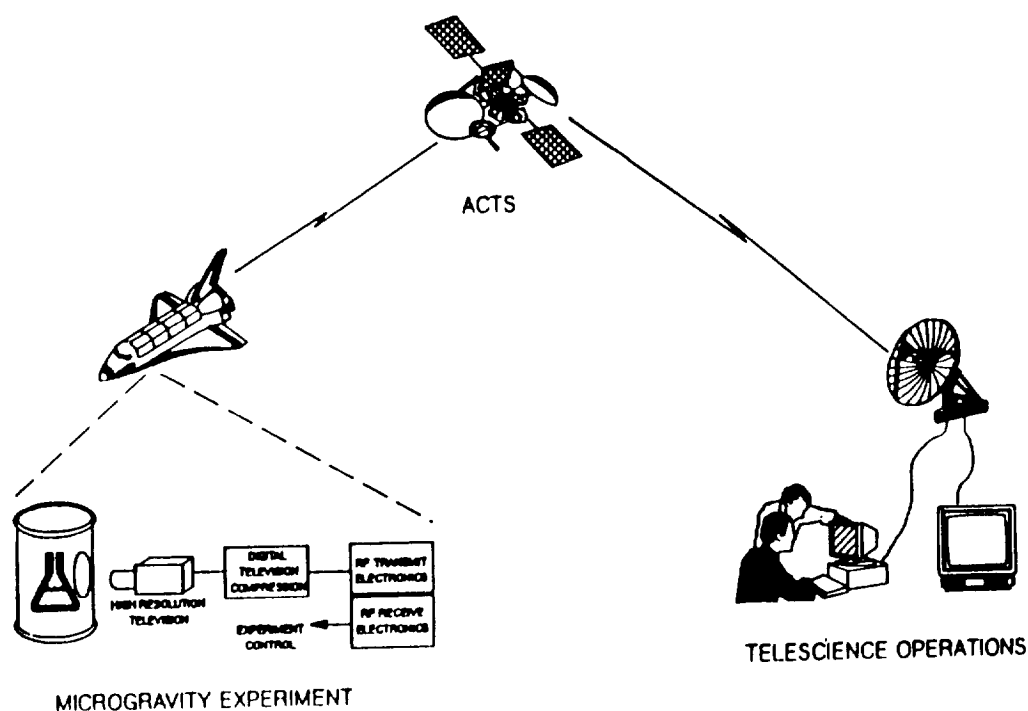 ACTS
HIGH RESOLUTION
TELEVISION
DIGITAL
TELEVISION
COMPRESSION
RF TRANSMIT
ELECTRONICS
RF RECEIVE
ELECTRONICS
EXPERIMENT
CONTROL
MICROGRAVITY EXPERIMENT
TELESCIENCE OPERATIONS